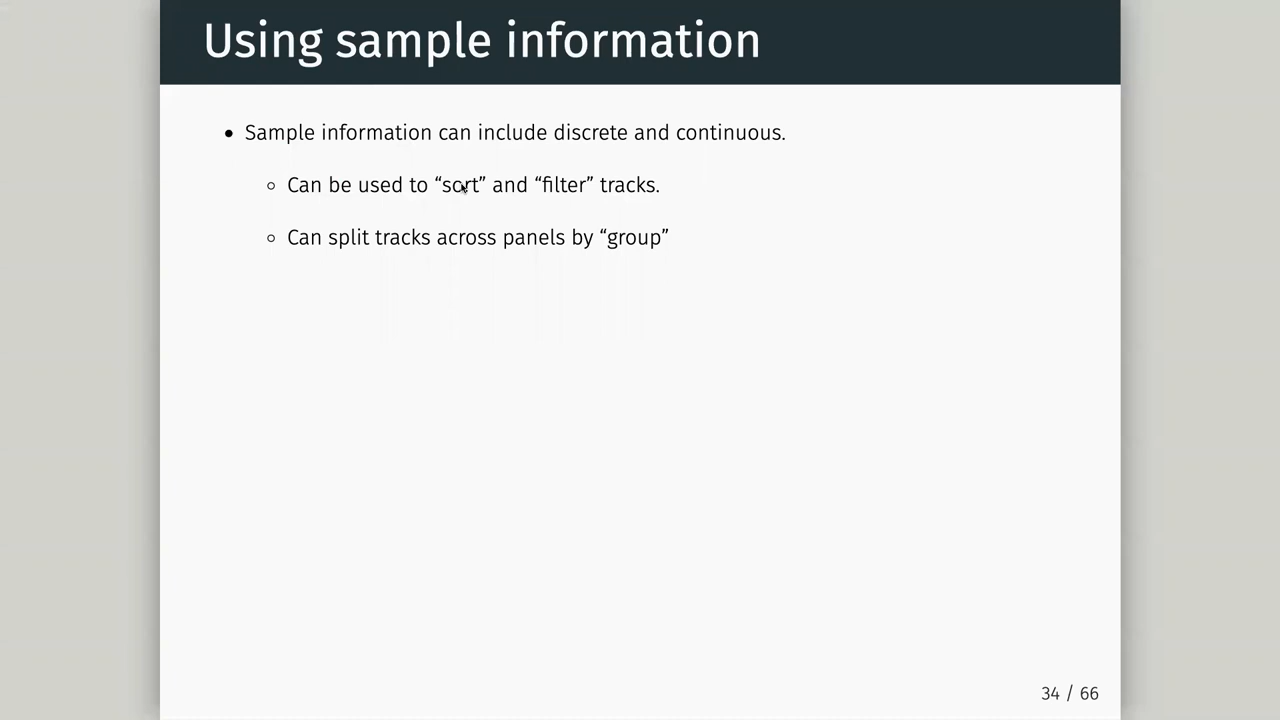 Using sample information
• Sample information can include discrete and continuous.
◦ Can be used to “sort” and “filter” tracks.
◦ Can split tracks across panels by “group”
34 / 66